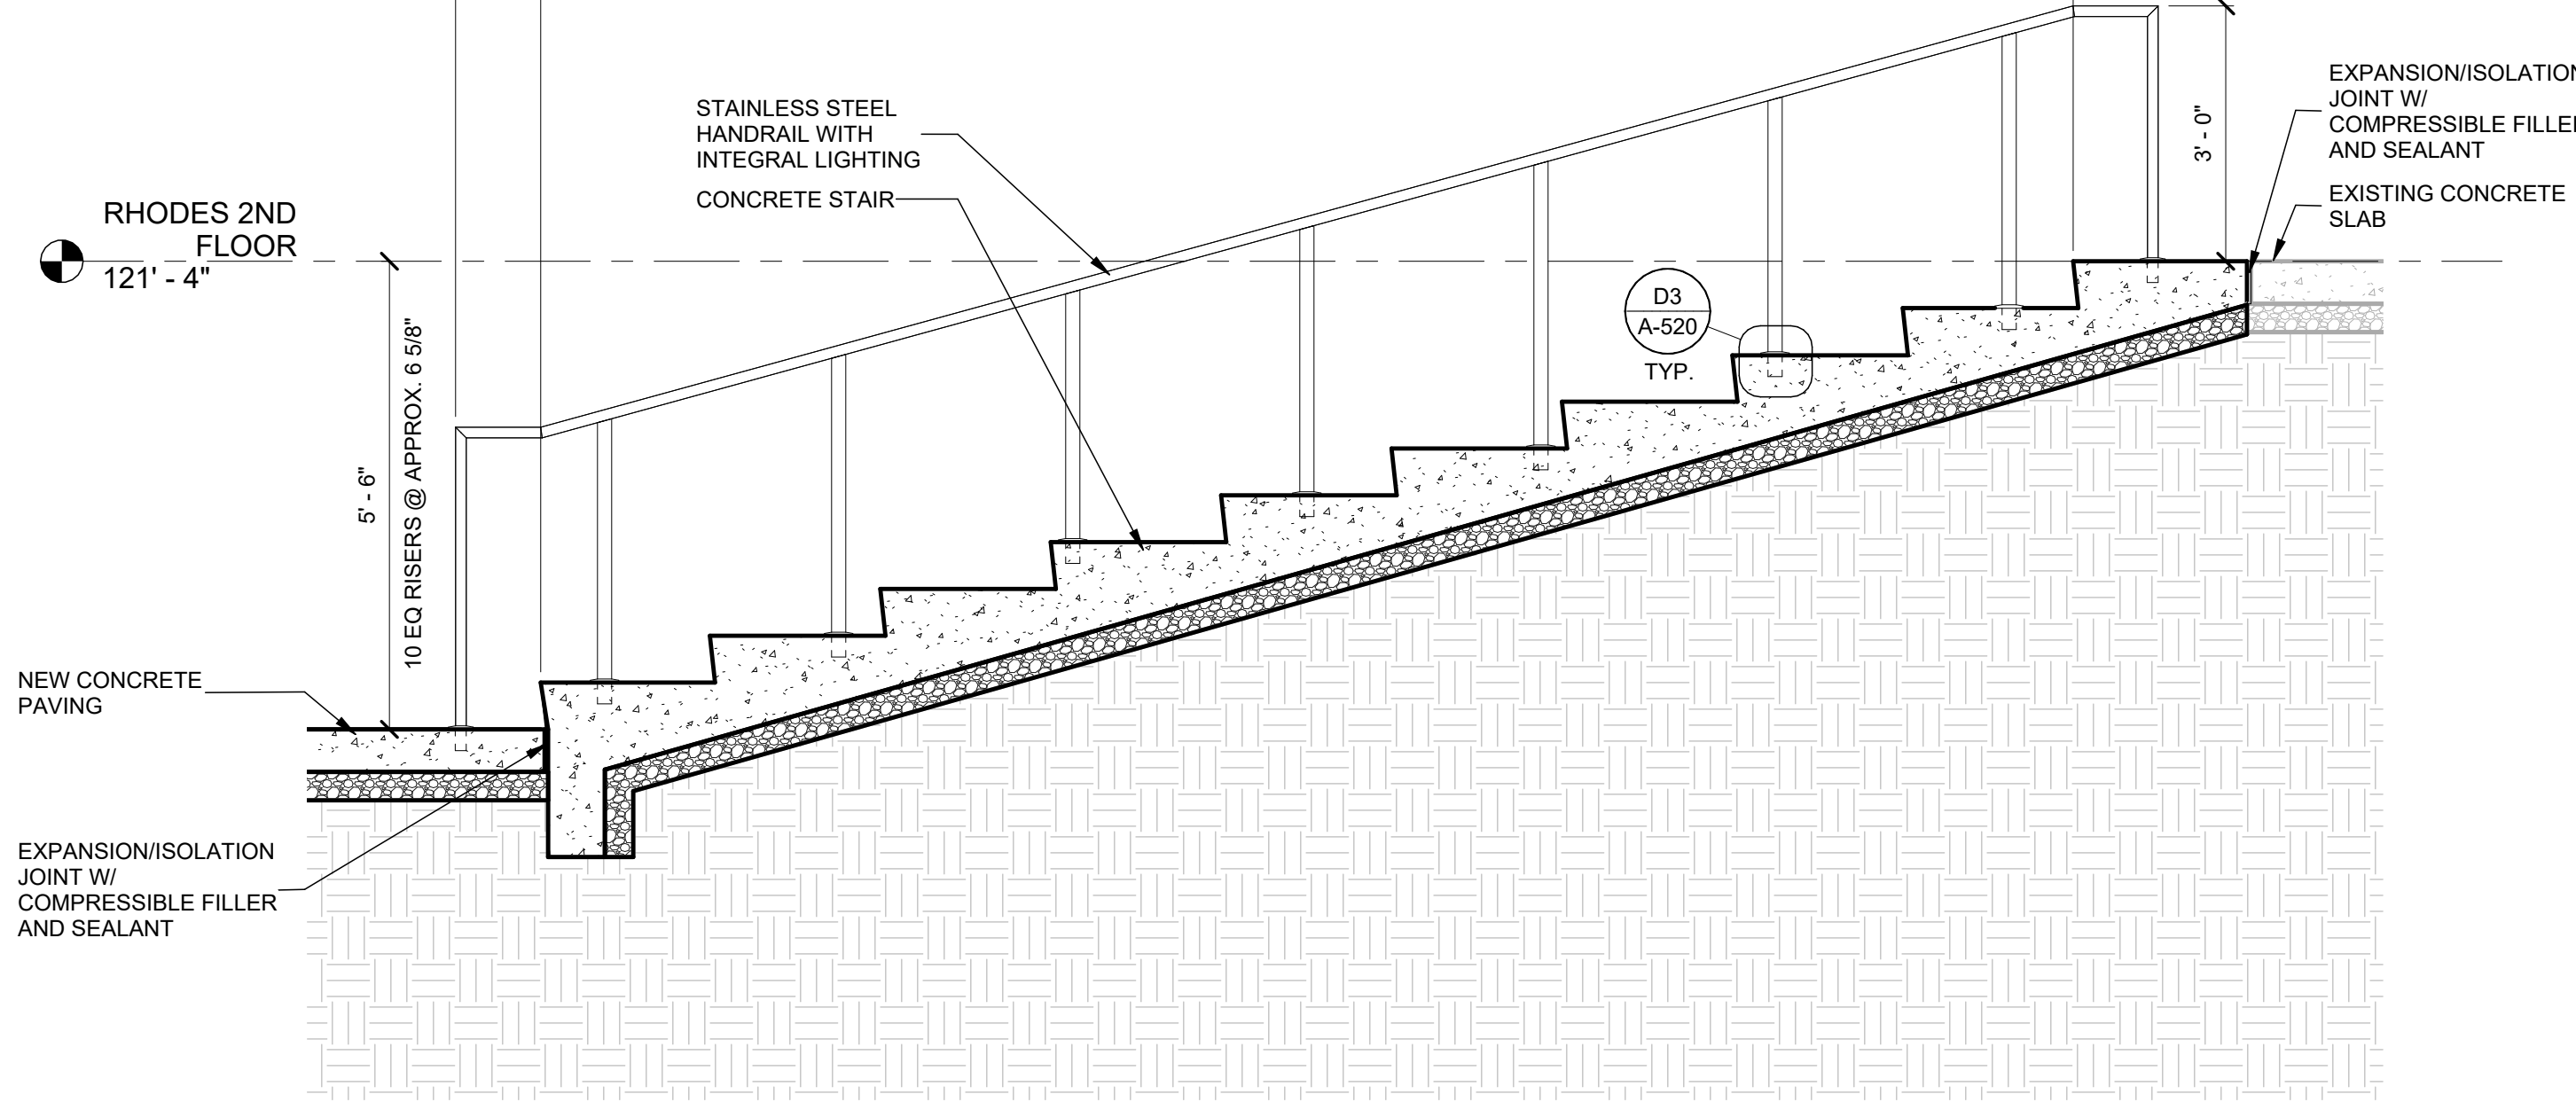 STAINLESS STEEL
HANDRAIL WITH
INTEGRAL LIGHTING
CONCRETE STAIR
RHODES 2ND
FLOOR
121' - 4"
5' - 6"
10 EQ RISERS @ APPROX. 6 5/8"
NEW CONCRETE
PAVING
EXPANSION/ISOLATION
JOINT W/
COMPRESSIBLE FILLER
AND SEALANT
D3
A-520
TYP.
3' - 0"
EXPANSION/ISOLATION
JOINT W/
COMPRESSIBLE FILLER
AND SEALANT
EXISTING CONCRETE
SLAB